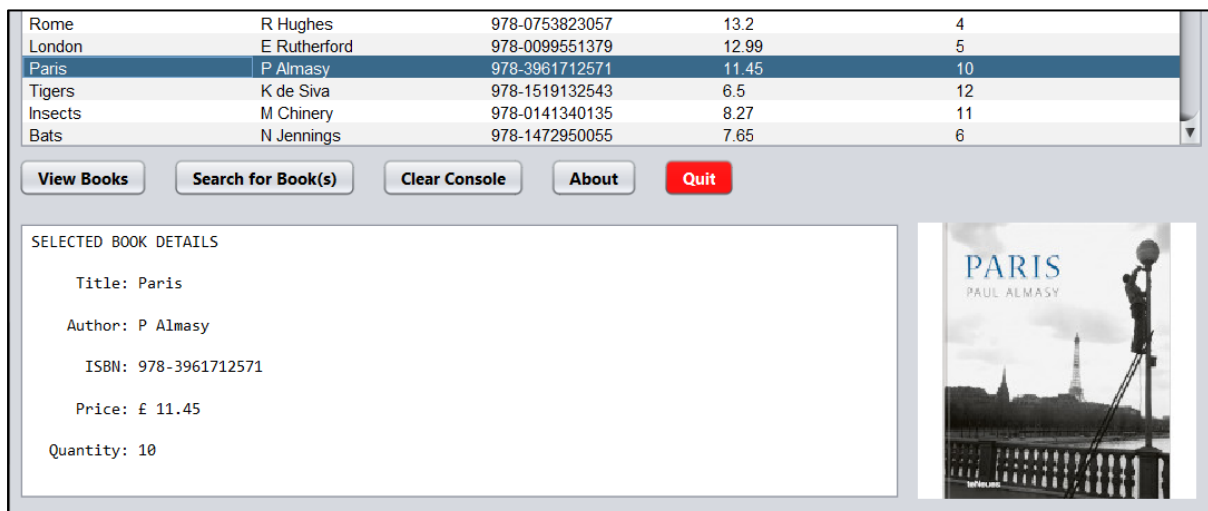 Rome R Hughes 978-0753823057 13.2 4
London E Rutherford 978-0099551379 12.99 5
Paris P Almasy 978-3961712571 11.45 10
Tigers K de Siva 978-1519132543 6.5 12
Insects M Chinery 978-0141340135 8.27 11
Bats N Jennings 978-1472950055 7.65 6
View Books Search for Book(s) Clear Console About Quit
SELECTED BOOK DETAILS
Title: Paris
Author: P Almasy
ISBN: 978-3961712571
Price: £ 11.45
Quantity: 10
PARIS
PAUL ALMASY
teNeues